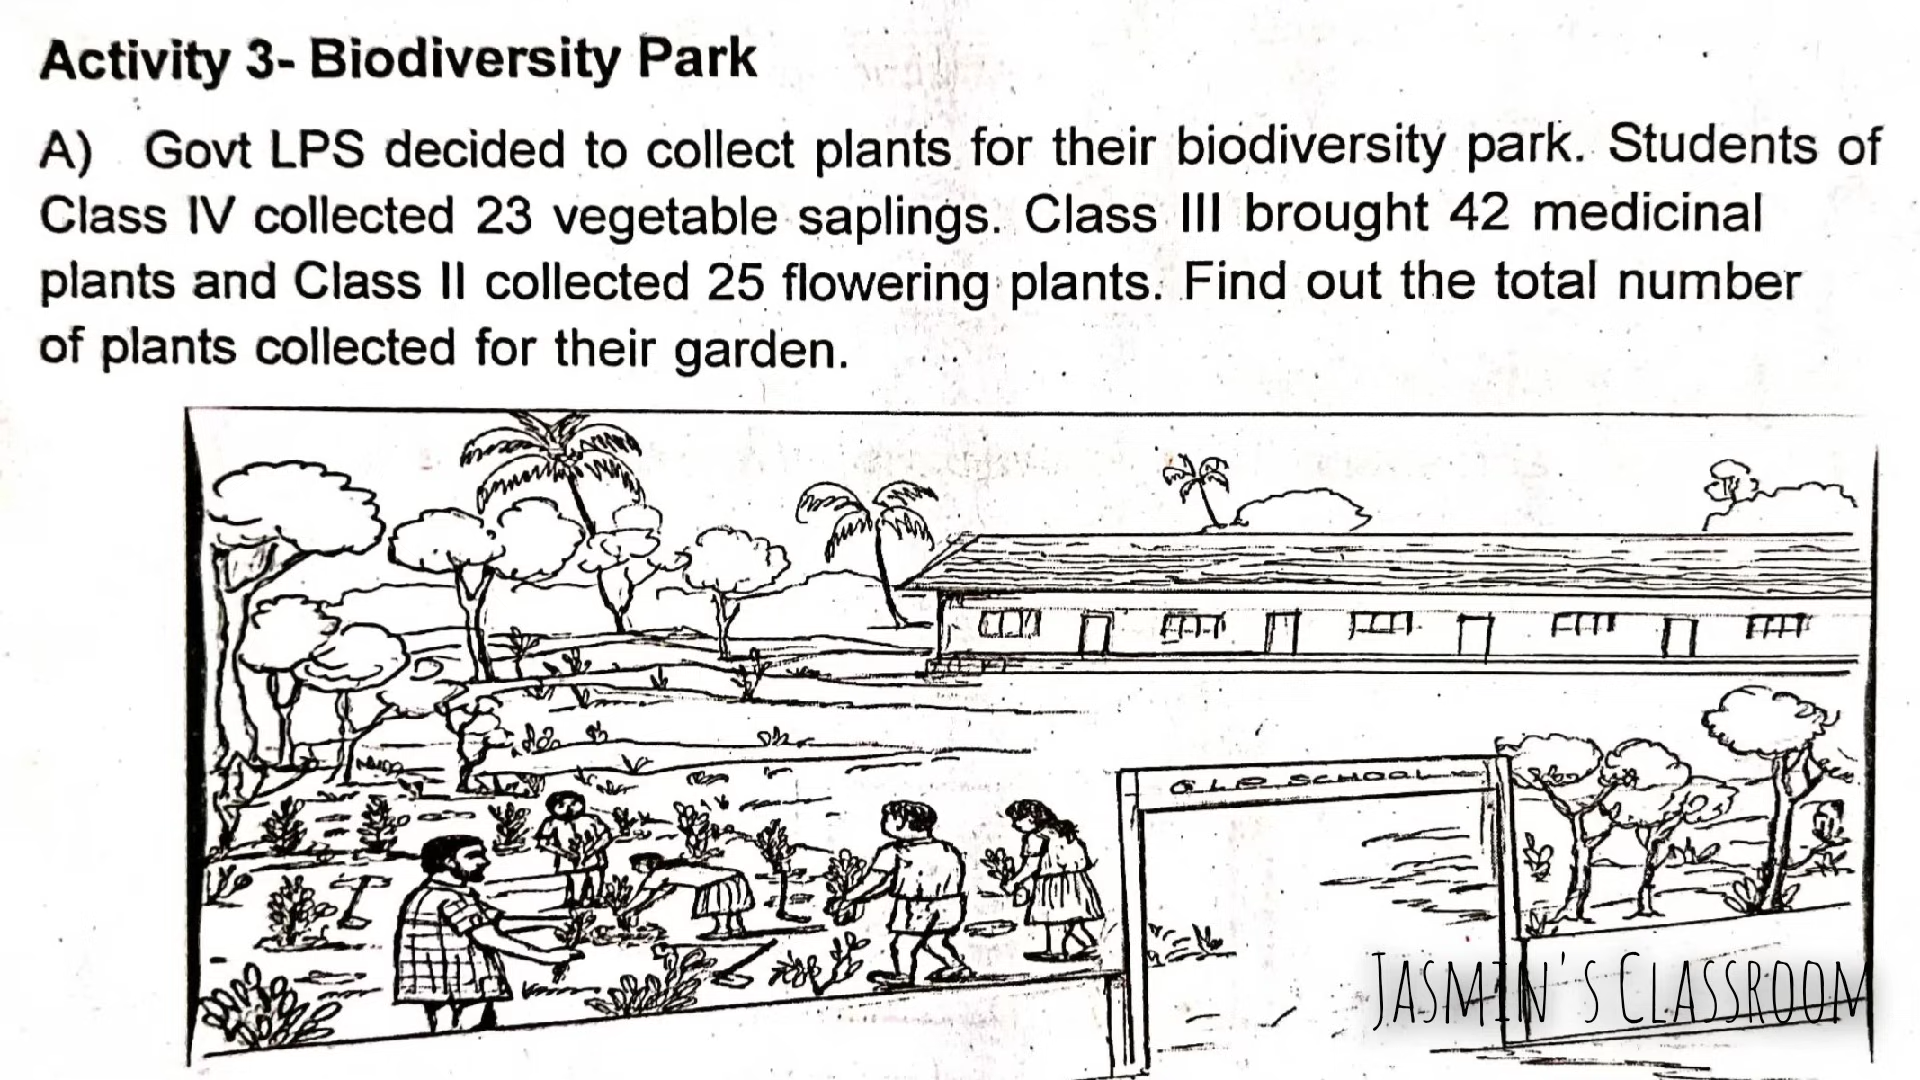 Activity 3- Biodiversity Park
A) Govt LPS decided to collect plants for their biodiversity park. Students of
Class IV collected 23 vegetable saplings. Class III brought 42 medicinal
plants and Class II collected 25 flowering plants. Find out the total number
of plants collected for their garden.
G L P SCHOOL
JASMIN'S CLASSROOM